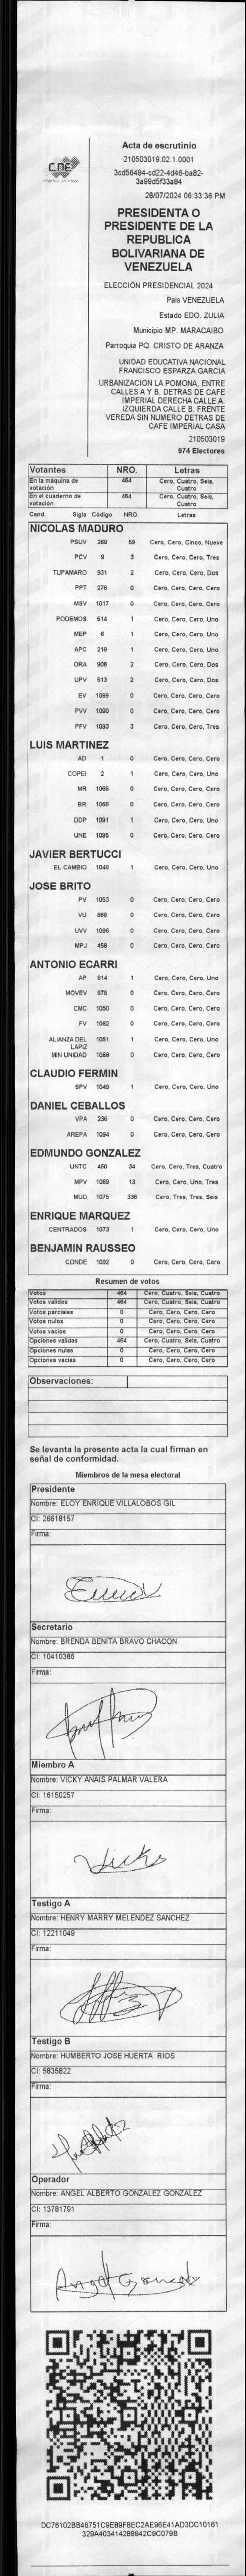 CNE
Acta de escrutinio
210503019.02.1.0001
3cd56494-cd22-4d46-ba82-
3a99d5f33a84
28/07/2024 06:33:36 PM
PRESIDENTA O
PRESIDENTE DE LA
REPUBLICA
BOLIVARIANA DE
VENEZUELA
ELECCIÓN PRESIDENCIAL 2024
País VENEZUELA
Estado EDO. ZULIA
Municipio MP. MARACAIBO
Parroquia PQ. CRISTO DE ARANZA
UNIDAD EDUCATIVA NACIONAL
FRANCISCO ESPARZA GARCIA
URBANIZACION LA POMONA, ENTRE
CALLES A Y B, DETRAS DE CAFE
IMPERIAL DERECHA CALLE A.
IZQUIERDA CALLE B. FRENTE
VEREDA SIN NUMERO DETRAS DE
CAFE IMPERIAL CASA
210503019
974 Electores
Votantes NRO. Letras
En la máquina de votación 464 Cero, Cuatro, Seis, Cuatro
En el cuaderno de votación 464 Cero, Cuatro, Seis, Cuatro
Cand. Sigla Código NRO. Letras
NICOLAS MADURO
PSUV 269 59 Cero, Cero, Cinco, Nueve
PCV 9 3 Cero, Cero, Cero, Tres
TUPAMARO 931 2 Cero, Cero, Cero, Dos
PPT 276 0 Cero, Cero, Cero, Cero
MSV 1017 0 Cero, Cero, Cero, Cero
PODEMOS 514 1 Cero, Cero, Cero, Uno
MEP 6 1 Cero, Cero, Cero, Uno
APC 219 1 Cero, Cero, Cero, Uno
ORA 906 2 Cero, Cero, Cero, Dos
UPV 513 2 Cero, Cero, Cero, Dos
EV 1089 0 Cero, Cero, Cero, Cero
PVV 1090 0 Cero, Cero, Cero, Cero
PFV 1093 3 Cero, Cero, Cero, Tres
LUIS MARTINEZ
AD 1 0 Cero, Cero, Cero, Cero
COPEI 2 1 Cero, Cero, Cero, Uno
MR 1065 0 Cero, Cero, Cero, Cero
BR 1066 0 Cero, Cero, Cero, Cero
DDP 1091 1 Cero, Cero, Cero, Uno
UNE 1096 0 Cero, Cero, Cero, Cero
JAVIER BERTUCCI
EL CAMBIO 1048 1 Cero, Cero, Cero, Uno
JOSE BRITO
PV 1053 0 Cero, Cero, Cero, Cero
VU 868 0 Cero, Cero, Cero, Cero
UVV 1095 0 Cero, Cero, Cero, Cero
MPJ 458 0 Cero, Cero, Cero, Cero
ANTONIO ECARRI
AP 814 1 Cero, Cero, Cero, Uno
MOVEV 878 0 Cero, Cero, Cero, Cero
CMC 1050 0 Cero, Cero, Cero, Cero
FV 1062 0 Cero, Cero, Cero, Cero
ALIANZA DEL LAPIZ 1051 1 Cero, Cero, Cero, Uno
MIN UNIDAD 1068 0 Cero, Cero, Cero, Cero
CLAUDIO FERMIN
SPV 1049 1 Cero, Cero, Cero, Uno
DANIEL CEBALLOS
VPA 236 0 Cero, Cero, Cero, Cero
AREPA 1094 0 Cero, Cero, Cero, Cero
EDMUNDO GONZALEZ
UNTC 460 34 Cero, Cero, Tres, Cuatro
MPV 1069 13 Cero, Cero, Uno, Tres
MUD 1075 336 Cero, Tres, Tres, Seis
ENRIQUE MARQUEZ
CENTRADOS 1073 1 Cero, Cero, Cero, Uno
BENJAMIN RAUSSEO
CONDE 1092 0 Cero, Cero, Cero, Cero
Resumen de votos
Votos 464 Cero, Cuatro, Seis, Cuatro
Votos validos 464 Cero, Cuatro, Seis, Cuatro
Votos parciales 0 Cero, Cero, Cero, Cero
Votos nulos 0 Cero, Cero, Cero, Cero
Votos vacios 0 Cero, Cero, Cero, Cero
Opciones validas 464 Cero, Cuatro, Seis, Cuatro
Opciones nulas 0 Cero, Cero, Cero, Cero
Opciones vacias 0 Cero, Cero, Cero, Cero
Observaciones:
Se levanta la presente acta la cual firman en
señal de conformidad.
Miembros de la mesa electoral
Presidente
Nombre: ELOY ENRIQUE VILLALOBOS GIL
CI: 26618157
Firma:
Secretario
Nombre: BRENDA BENITA BRAVO CHACON
CI: 10410386
Firma:
Miembro A
Nombre: VICKY ANAIS PALMAR VALERA
CI: 16150257
Firma:
Vicky
Testigo A
Nombre: HENRY MARRY MELENDEZ SANCHEZ
CI: 12211049
Firma:
Testigo B
Nombre: HUMBERTO JOSE HUERTA RIOS
CI: 5835822
Firma:
Operador
Nombre: ANGEL ALBERTO GONZALEZ GONZALEZ
CI: 13781791
Firma:
Angel Gonzalez
DC76102BB46751C9E89F8EC2AE96E41AD3DC10161
329A403414289942C9C079B